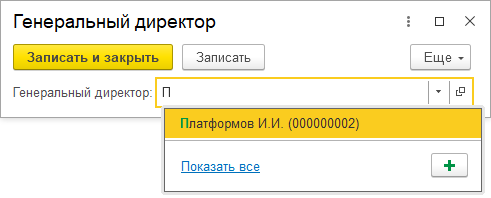 Генеральный директор
Записать и закрыть
Записать
Еще
Генеральный директор: П
Платформов И.И. (000000002)
Показать все